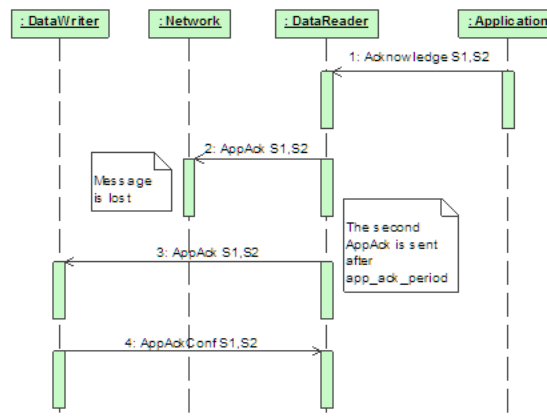 : DataWriter
: Network
: DataReader
: Application
1: Acknowledge S1,S2
2: AppAck S1,S2
Message
is lost
The second
AppAck is sent
after
app_ack_period
3: AppAck S1,S2
4: AppAckConf S1,S2